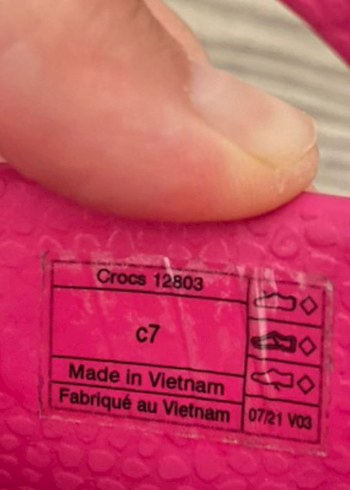 Crocs 12803
c7
Made in Vietnam
Fabriqué au Vietnam
07/21 V03